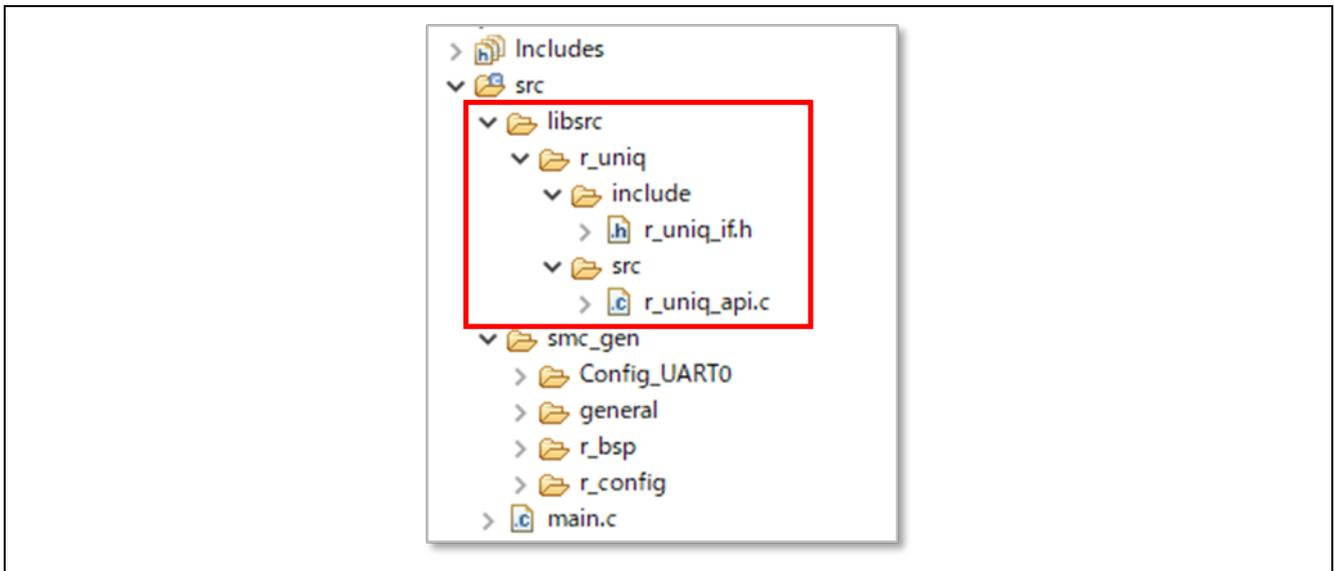 Includes
src
libsrc
r_uniq
include
r_uniq_if.h
src
r_uniq_api.c
smc_gen
Config_UART0
general
r_bsp
r_config
main.c